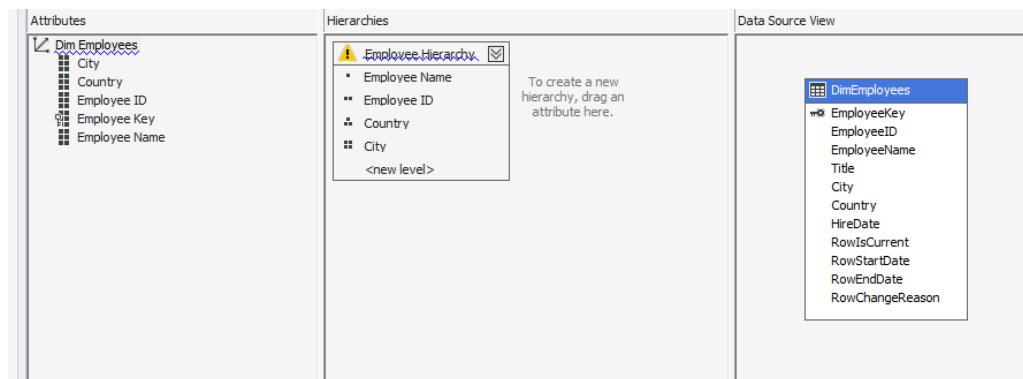 Attributes
Dim Employees
City
Country
Employee ID
Employee Key
Employee Name
Hierarchies
Employee Hierarchy
Employee Name
Employee ID
Country
City
<new level>
To create a new
hierarchy, drag an
attribute here.
Data Source View
DimEmployees
EmployeeKey
EmployeeID
EmployeeName
Title
City
Country
HireDate
RowIsCurrent
RowStartDate
RowEndDate
RowChangeReason